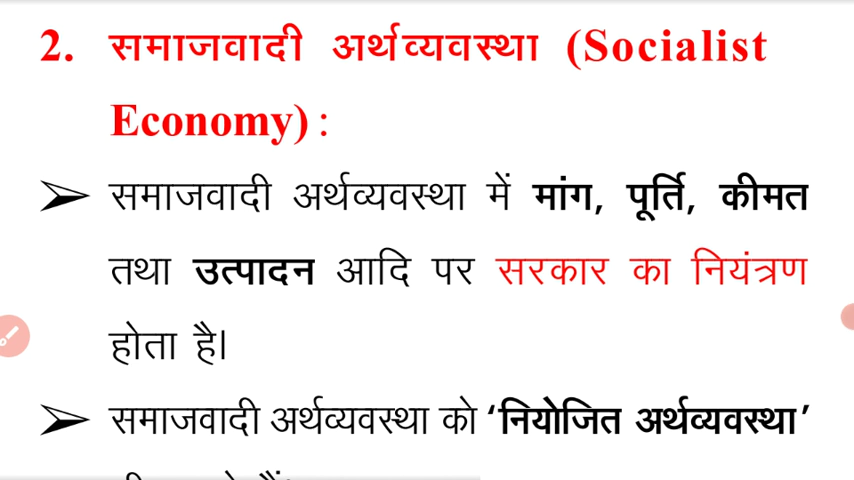 2. समाजवादी अर्थव्यवस्था (Socialist
Economy) :
➢ समाजवादी अर्थव्यवस्था में मांग, पूर्ति, कीमत
तथा उत्पादन आदि पर सरकार का नियंत्रण
होता है।
➢ समाजवादी अर्थव्यवस्था को ‘नियोजित अर्थव्यवस्था’